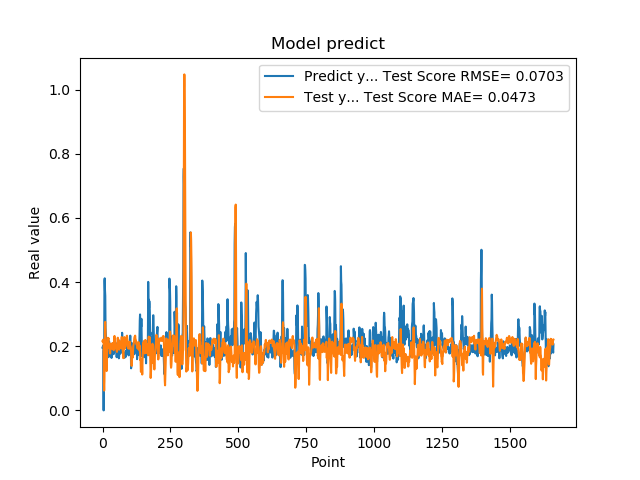 Model predict
Predict y... Test Score RMSE= 0.0703
Test y... Test Score MAE= 0.0473
Real value
1.0
0.8
0.6
0.4
0.2
0.0
0 250 500 750 1000 1250 1500
Point